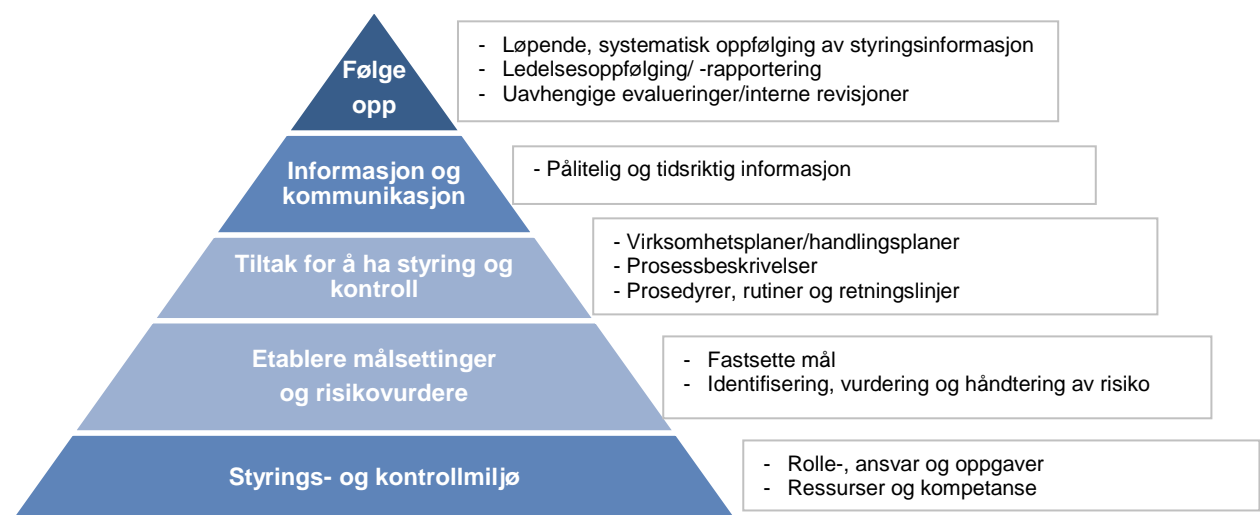 Følge
opp
- Løpende, systematisk oppfølging av styringsinformasjon
- Ledelsesoppfølging/ -rapportering
- Uavhengige evalueringer/interne revisjoner
Informasjon og
kommunikasjon
- Pålitelig og tidsriktig informasjon
Tiltak for å ha styring og
kontroll
- Virksomhetsplaner/handlingsplaner
- Prosessbeskrivelser
- Prosedyrer, rutiner og retningslinjer
Etablere målsettinger
og risikovurdere
- Fastsette mål
- Identifisering, vurdering og håndtering av risiko
Styrings- og kontrollmiljø
- Rolle-, ansvar og oppgaver
- Ressurser og kompetanse